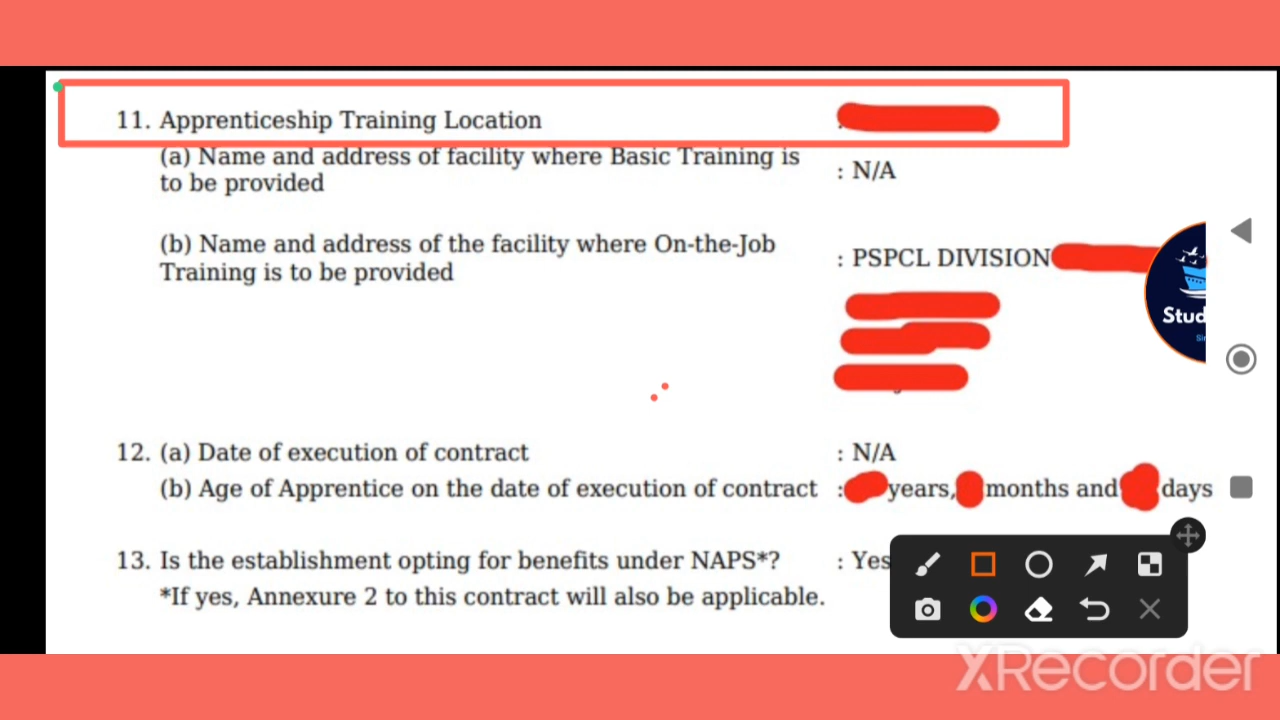 11. Apprenticeship Training Location
(a) Name and address of facility where Basic Training is
to be provided
: N/A
(b) Name and address of the facility where On-the-Job
Training is to be provided
: PSPCL DIVISION
12. (a) Date of execution of contract : N/A
(b) Age of Apprentice on the date of execution of contract : years, months and days
13. Is the establishment opting for benefits under NAPS*? : Yes
*If yes, Annexure 2 to this contract will also be applicable.
XRecorder